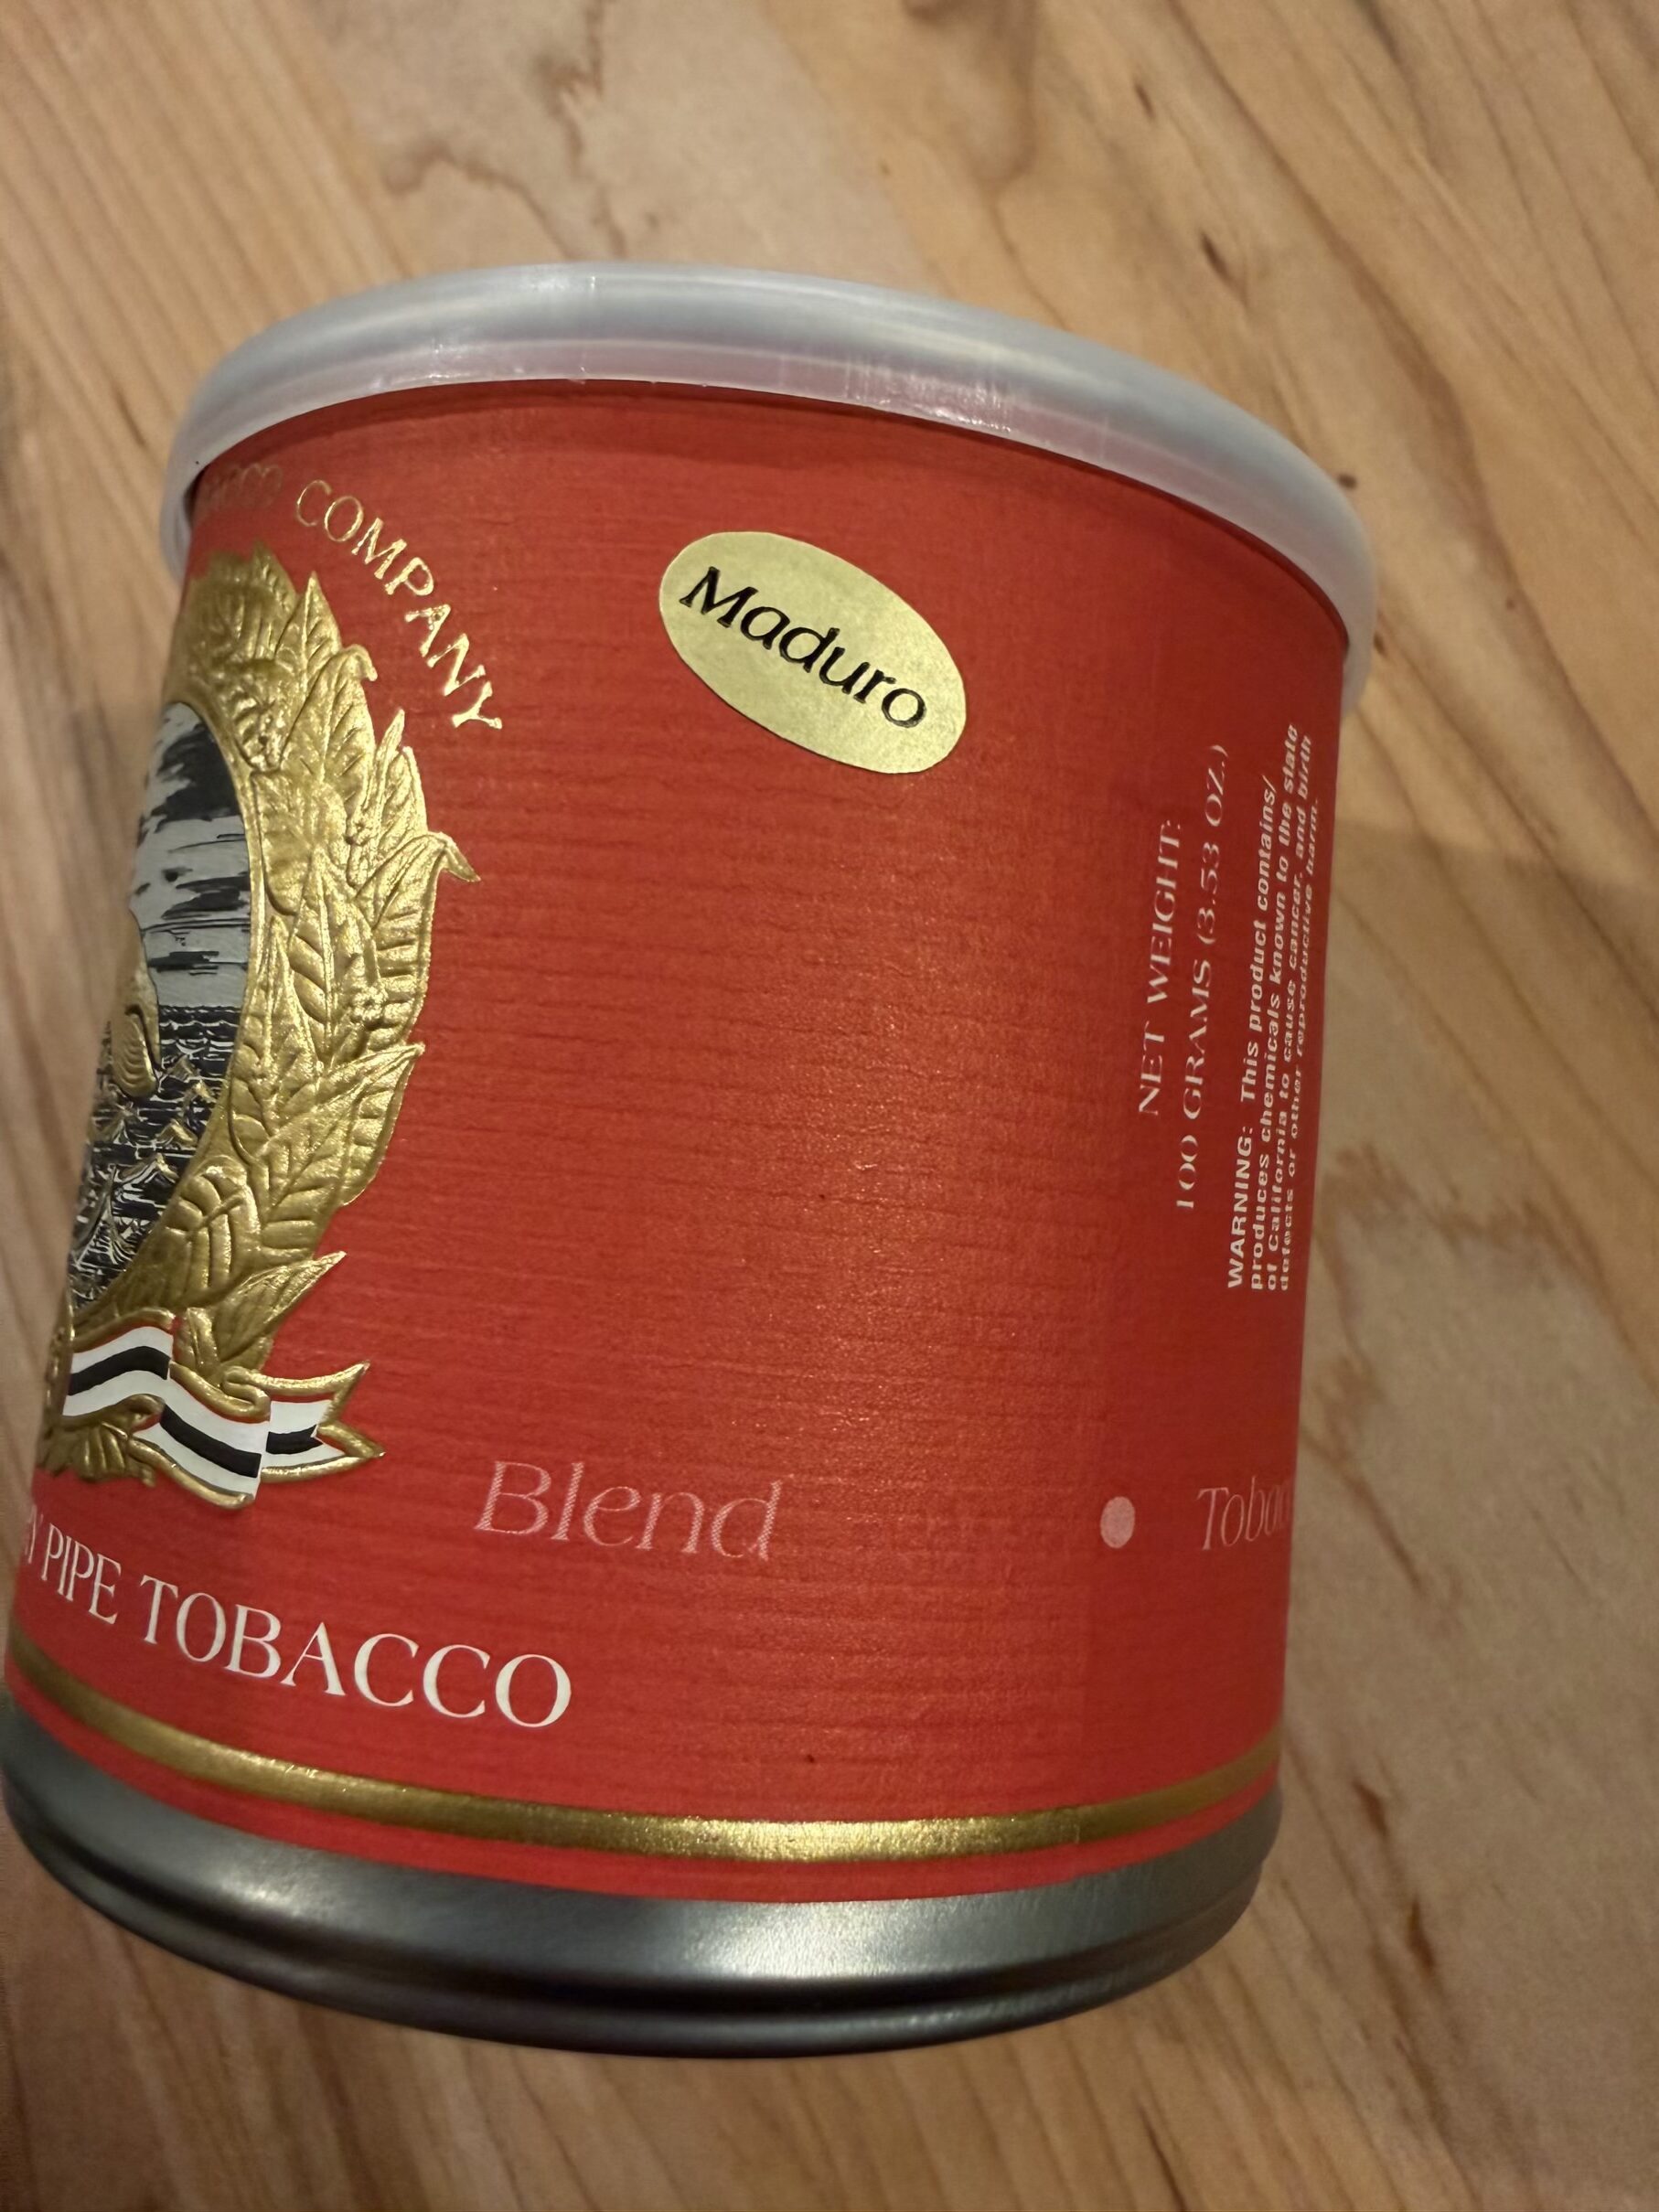 COMPANY
Maduro
NET WEIGHT:
100 GRAMS (3.53 OZ.)
WARNING: This product contains/
produces chemicals known to the state
of California to cause cancer, and birth
defects or other reproductive harm.
Blend
PIPE TOBACCO